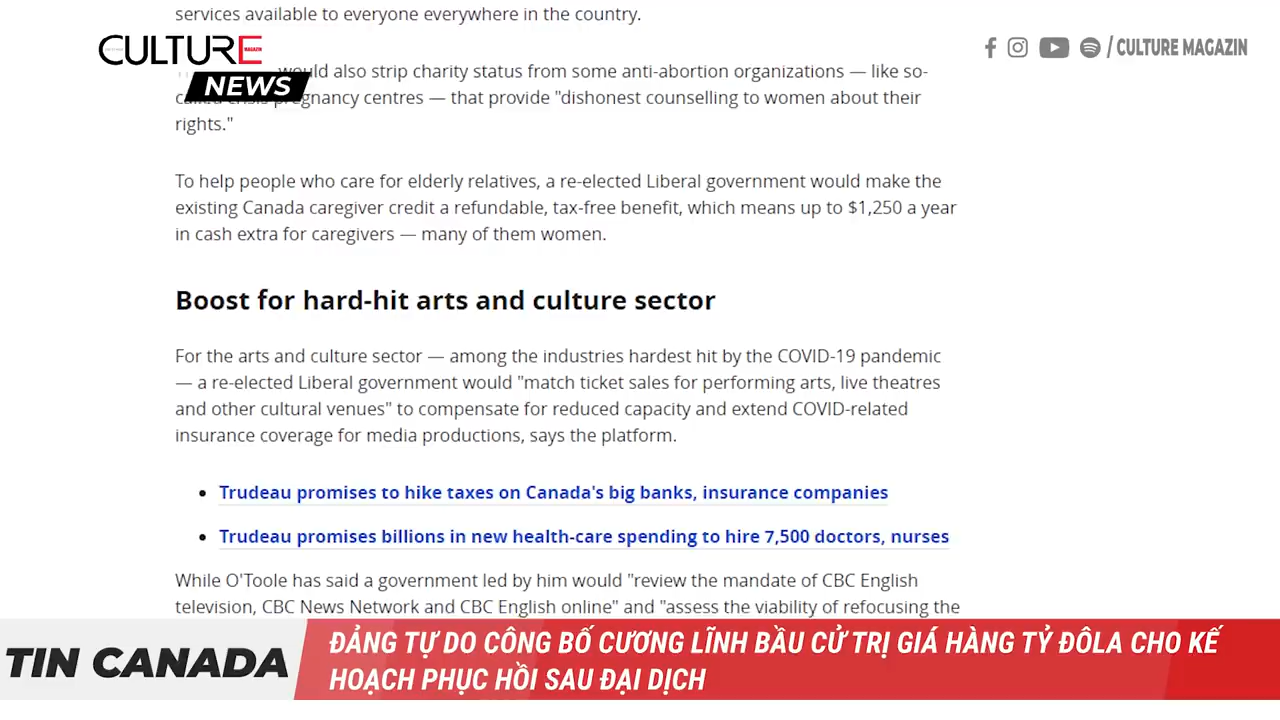 services available to everyone everywhere in the country.
CULTURE MAGAZIN
NEWS
/ CULTURE MAGAZIN
would also strip charity status from some anti-abortion organizations — like so-
pregnancy centres — that provide "dishonest counselling to women about their
rights."
To help people who care for elderly relatives, a re-elected Liberal government would make the
existing Canada caregiver credit a refundable, tax-free benefit, which means up to $1,250 a year
in cash extra for caregivers — many of them women.
Boost for hard-hit arts and culture sector
For the arts and culture sector — among the industries hardest hit by the COVID-19 pandemic
— a re-elected Liberal government would "match ticket sales for performing arts, live theatres
and other cultural venues" to compensate for reduced capacity and extend COVID-related
insurance coverage for media productions, says the platform.
• Trudeau promises to hike taxes on Canada's big banks, insurance companies
• Trudeau promises billions in new health-care spending to hire 7,500 doctors, nurses
While O'Toole has said a government led by him would "review the mandate of CBC English
television, CBC News Network and CBC English online" and "assess the viability of refocusing the
TIN CANADA
ĐẢNG TỰ DO CÔNG BỐ CƯƠNG LĨNH BẦU CỬ TRỊ GIÁ HÀNG TỶ ĐÔLA CHO KẾ
HOẠCH PHỤC HỒI SAU ĐẠI DỊCH